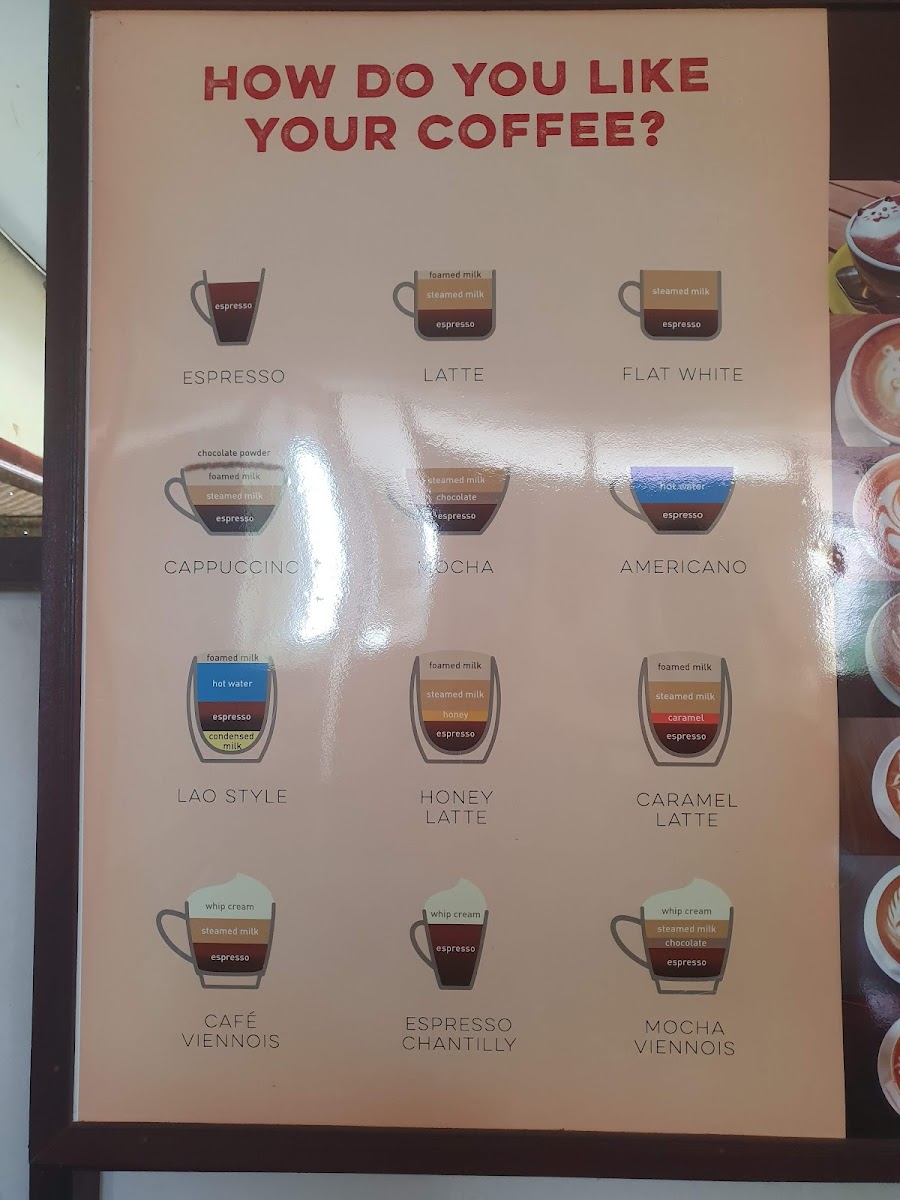 HOW DO YOU LIKE
YOUR COFFEE?
espresso
ESPRESSO
foamed milk
steamed milk
espresso
LATTE
steamed milk
espresso
FLAT WHITE
chocolate powder
foamed milk
steamed milk
espresso
CAPPUCCINO
steamed milk
chocolate
espresso
MOCHA
hot water
espresso
AMERICANO
foamed milk
hot water
espresso
condensed
milk
LAO STYLE
foamed milk
steamed milk
honey
espresso
HONEY
LATTE
foamed milk
steamed milk
caramel
espresso
CARAMEL
LATTE
whip cream
steamed milk
espresso
CAFÉ
VIENNOIS
whip cream
espresso
ESPRESSO
CHANTILLY
whip cream
steamed milk
chocolate
espresso
MOCHA
VIENNOIS